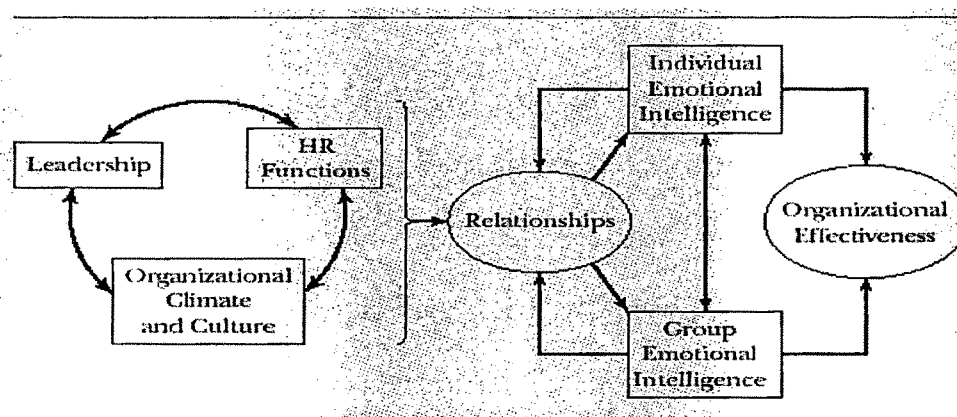 Leadership
HR
Functions
Organizational
Climate
and Culture
Relationships
Individual
Emotional
Intelligence
Group
Emotional
Intelligence
Organizational
Effectiveness